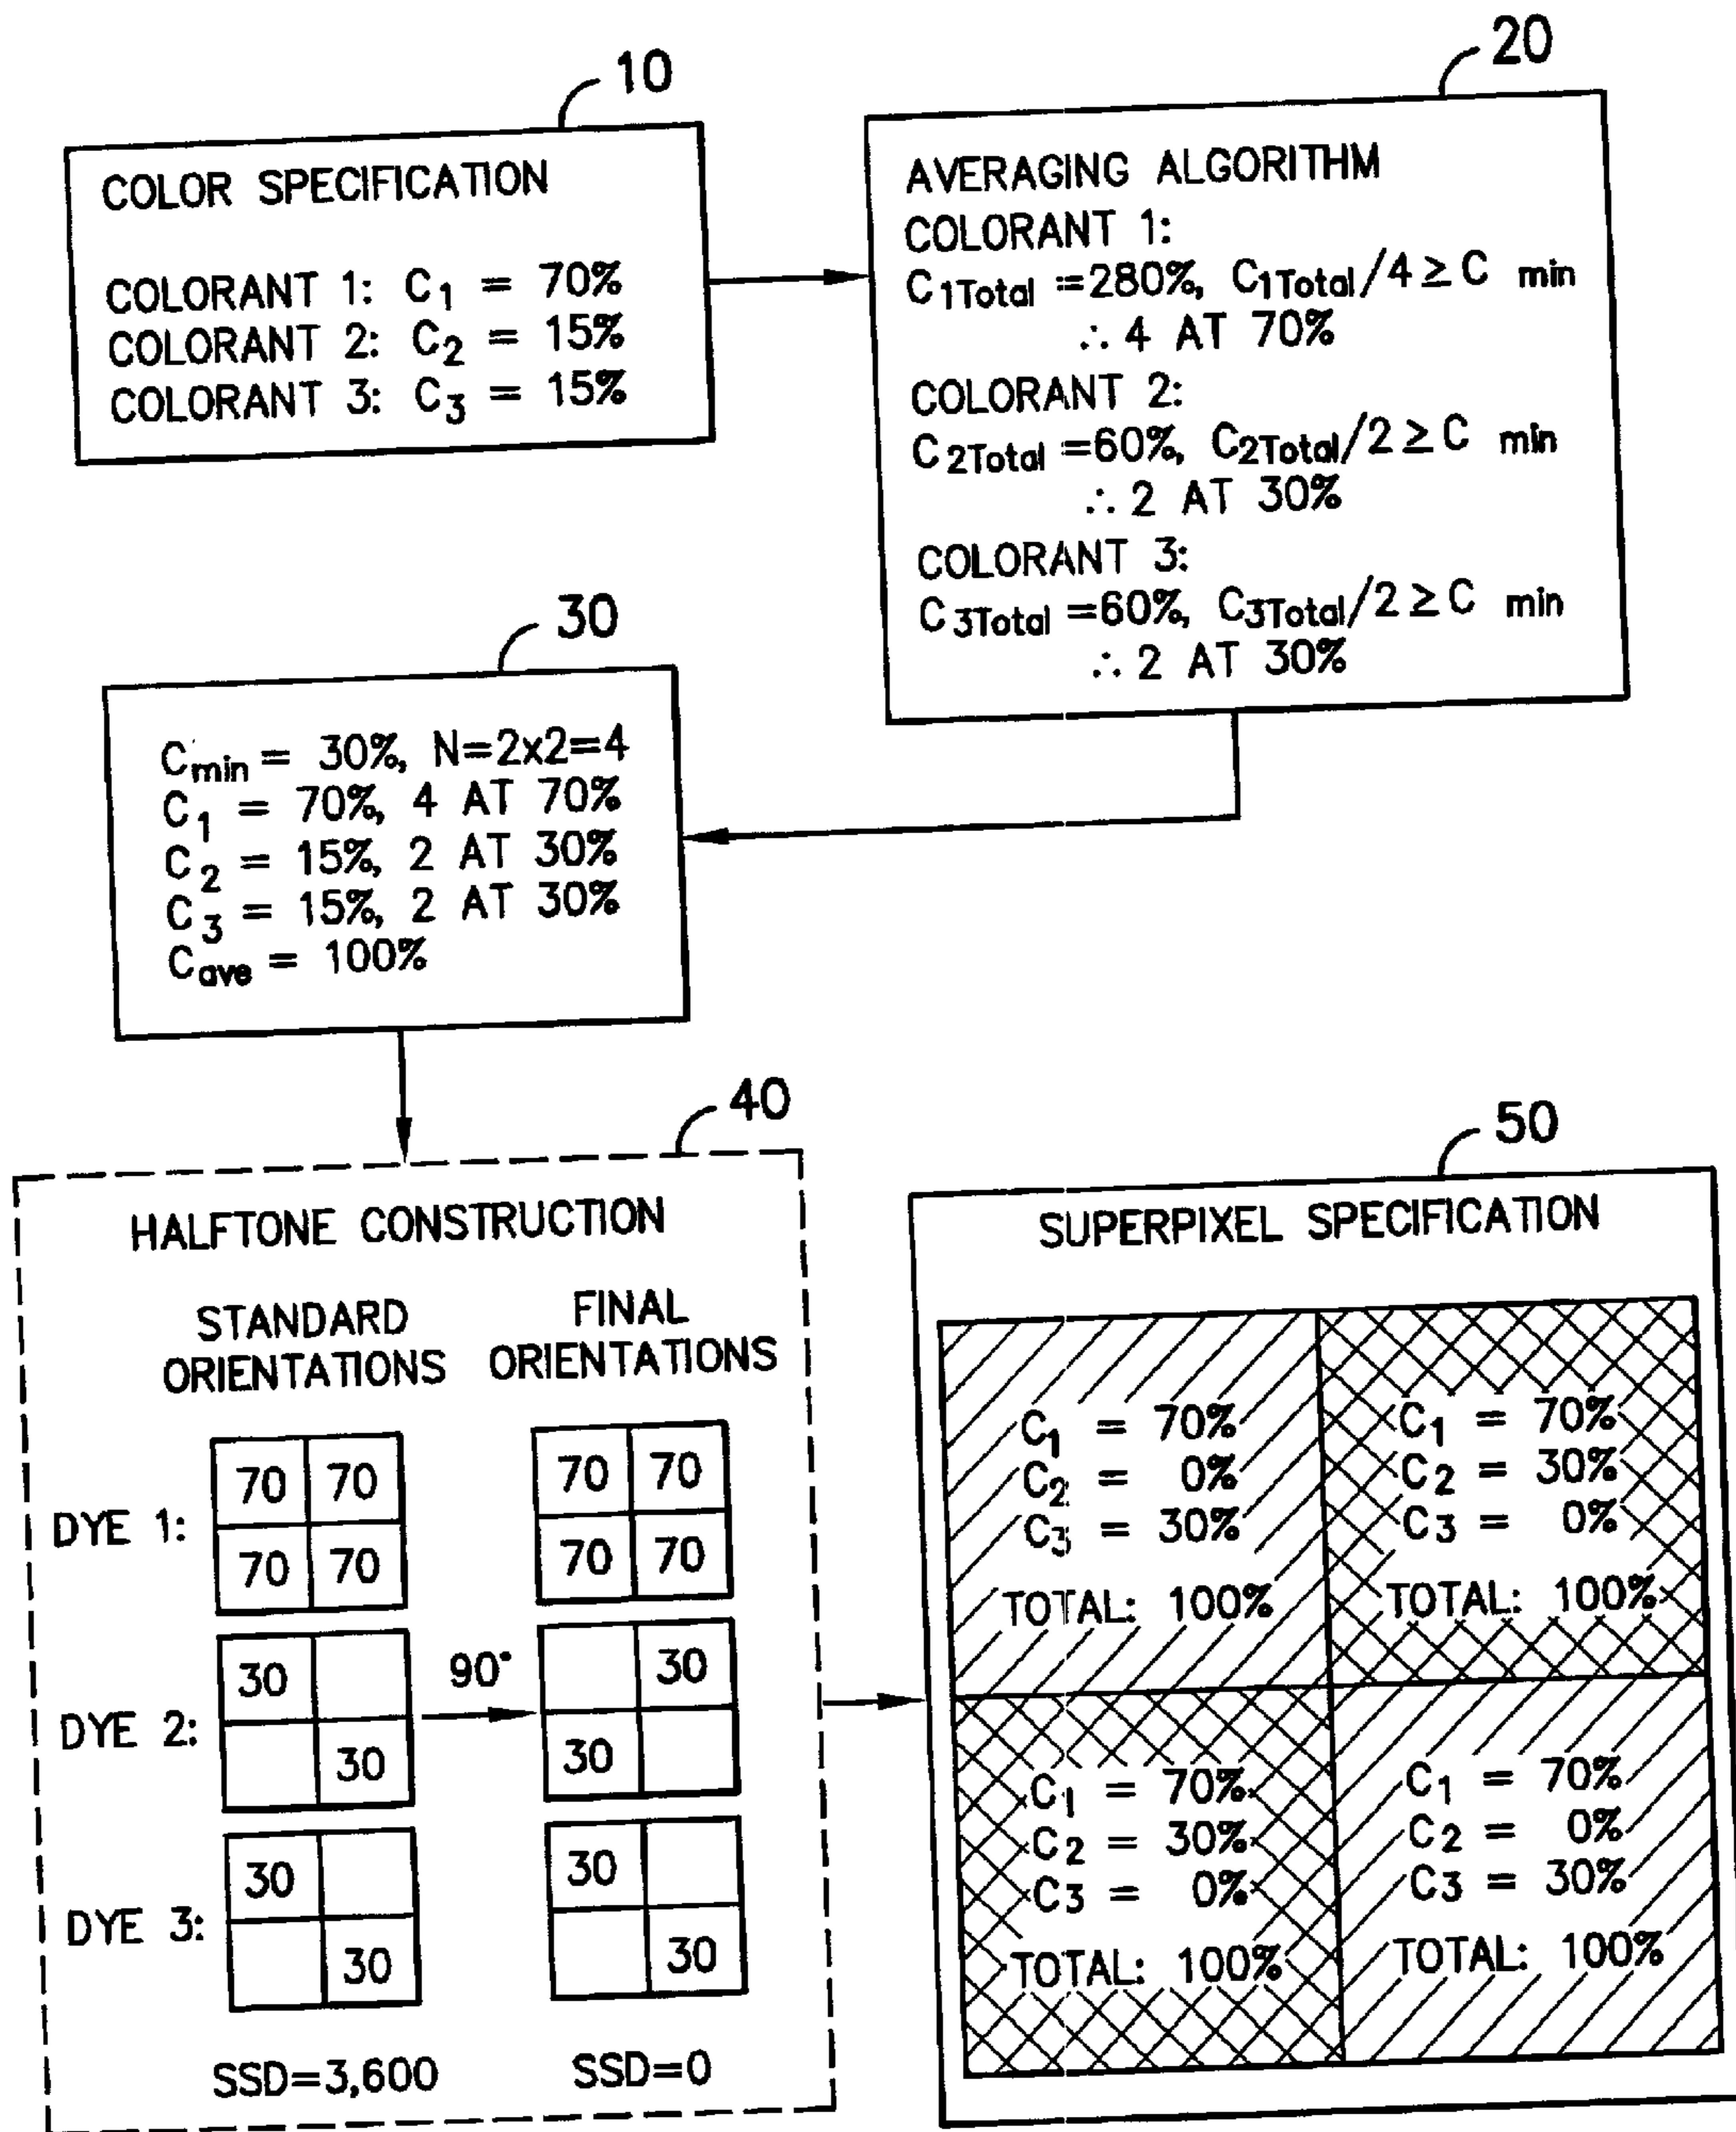 10
COLOR SPECIFICATION
COLORANT 1: C1 = 70%
COLORANT 2: C2 = 15%
COLORANT 3: C3 = 15%
20
AVERAGING ALGORITHM
COLORANT 1:
C1Total =280%, C1Total/4 ≥ C min
∴ 4 AT 70%
COLORANT 2:
C2Total =60%, C2Total/2 ≥ C min
∴ 2 AT 30%
COLORANT 3:
C3Total =60%, C3Total/2 ≥ C min
∴ 2 AT 30%
30
Cmin = 30%, N=2x2=4
C1 = 70%, 4 AT 70%
C2 = 15%, 2 AT 30%
C3 = 15%, 2 AT 30%
Cave = 100%
40
HALFTONE CONSTRUCTION
STANDARD ORIENTATIONS
FINAL ORIENTATIONS
DYE 1:
70 70
70 70
70 70
70 70
DYE 2:
30
30
90°
30
30
DYE 3:
30
30
30
30
SSD=3,600
SSD=0
50
SUPERPIXEL SPECIFICATION
C1 = 70%
C2 = 0%
C3 = 30%
TOTAL: 100%
C1 = 70%
C2 = 30%
C3 = 0%
TOTAL: 100%
C1 = 70%
C2 = 30%
C3 = 0%
TOTAL: 100%
C1 = 70%
C2 = 0%
C3 = 30%
TOTAL: 100%